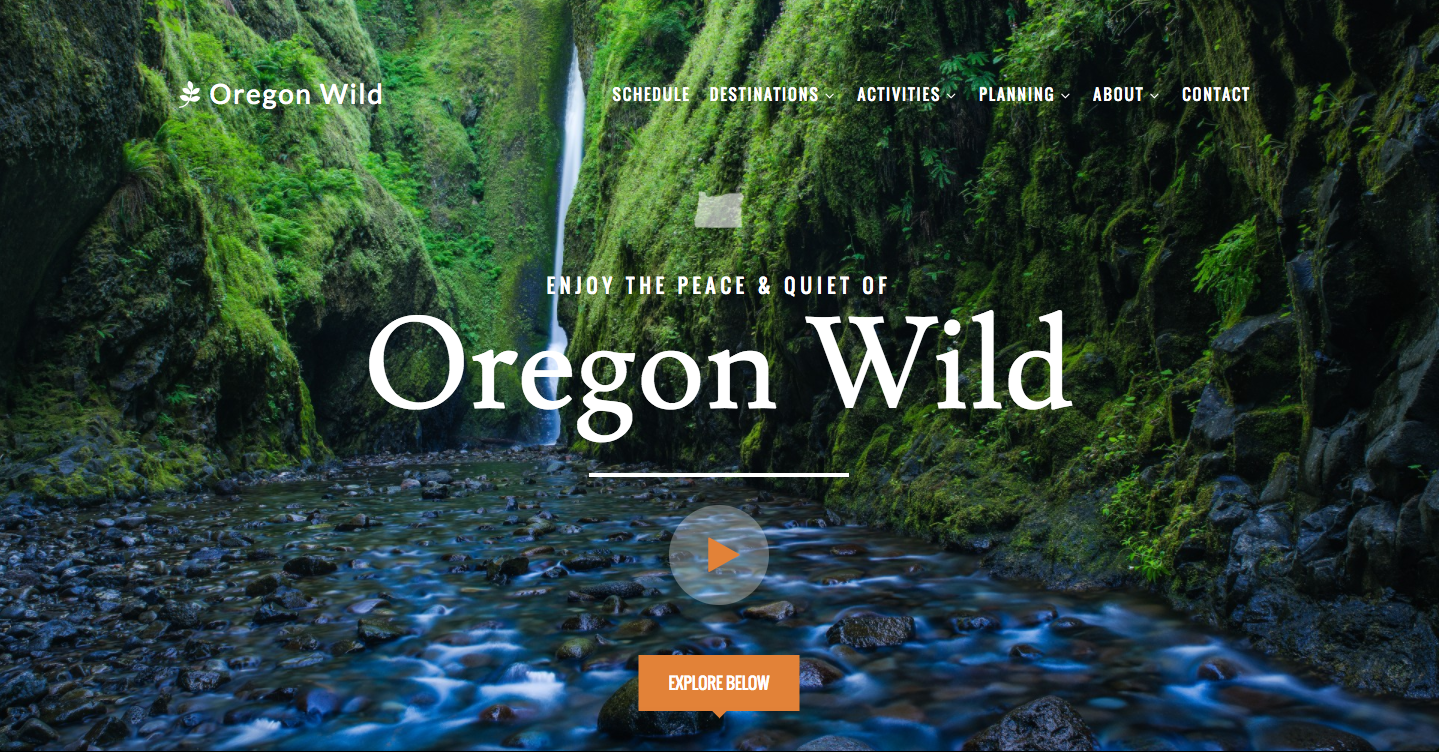 Oregon Wild
SCHEDULE DESTINATIONS ACTIVITIES PLANNING ABOUT CONTACT
ENJOY THE PEACE & QUIET OF
Oregon Wild
EXPLORE BELOW